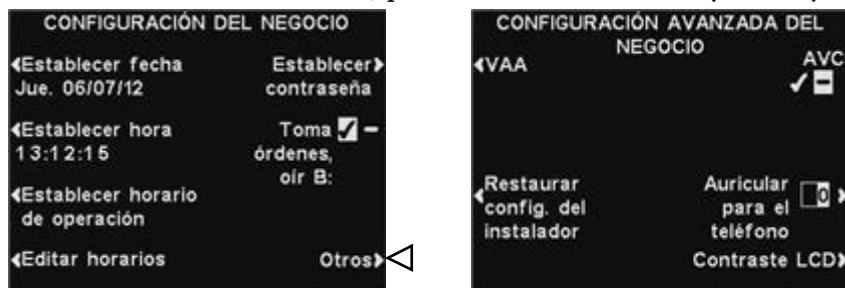 CONFIGURACIÓN DEL NEGOCIO
Establecer fecha
Jue. 06/07/12
Establecer
contraseña
Establecer hora
13:12:15
Toma ✓ –
órdenes,
oír B:
Establecer horario
de operación
Editar horarios
Otros
CONFIGURACIÓN AVANZADA DEL
NEGOCIO
VAA
AVC
✓ –
Restaurar
config. del
instalador
Auricular
para el
teléfono
0
Contraste LCD